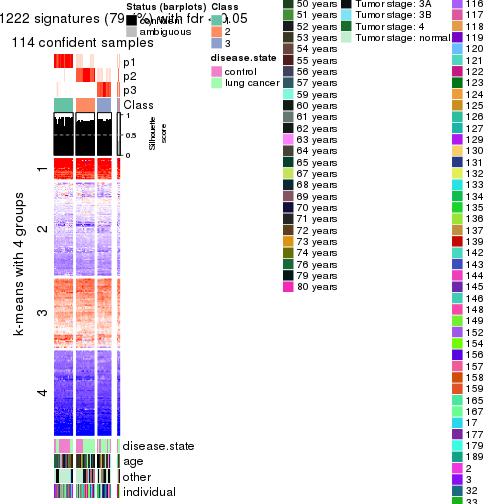 1222 signatures
with fdr
0.05
114 confident samples
p1
p2
p3
Class
1
0.5
0
Silhouette
score
k-means with 4 groups
1
2
3
4
disease.state
age
other
individual
Status (barplots)
ambiguous
Class
1
2
3
disease.state
control
lung cancer
50 years
51 years
52 years
53 years
54 years
55 years
56 years
57 years
59 years
60 years
61 years
62 years
63 years
64 years
65 years
67 years
68 years
69 years
70 years
71 years
72 years
73 years
74 years
76 years
79 years
80 years
Tumor stage: 3A
Tumor stage: 3B
Tumor stage: 4
Tumor stage: normal
116
117
118
119
120
121
122
123
124
125
126
127
129
130
131
132
133
134
135
136
137
139
142
143
144
145
146
148
149
152
154
156
157
158
159
165
167
17
177
179
189
2
3
32
33